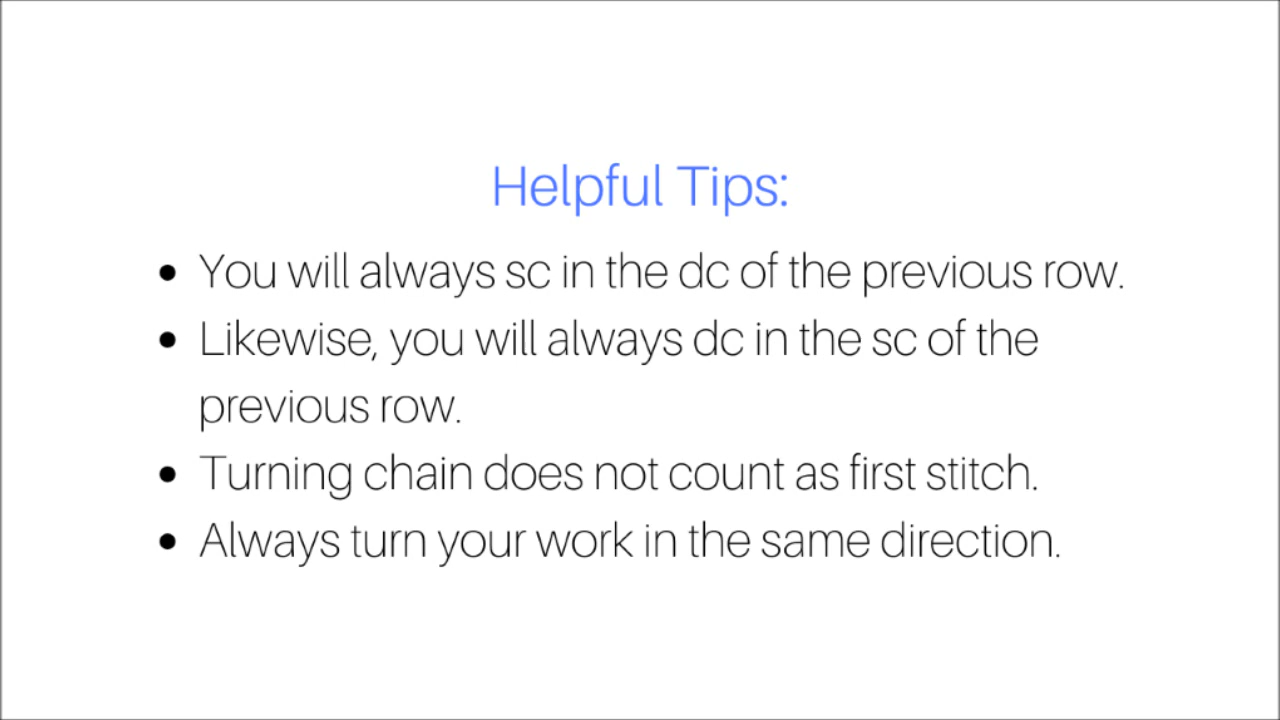 Helpful Tips:
• You will always sc in the dc of the previous row.
• Likewise, you will always dc in the sc of the
previous row.
• Turning chain does not count as first stitch.
• Always turn your work in the same direction.